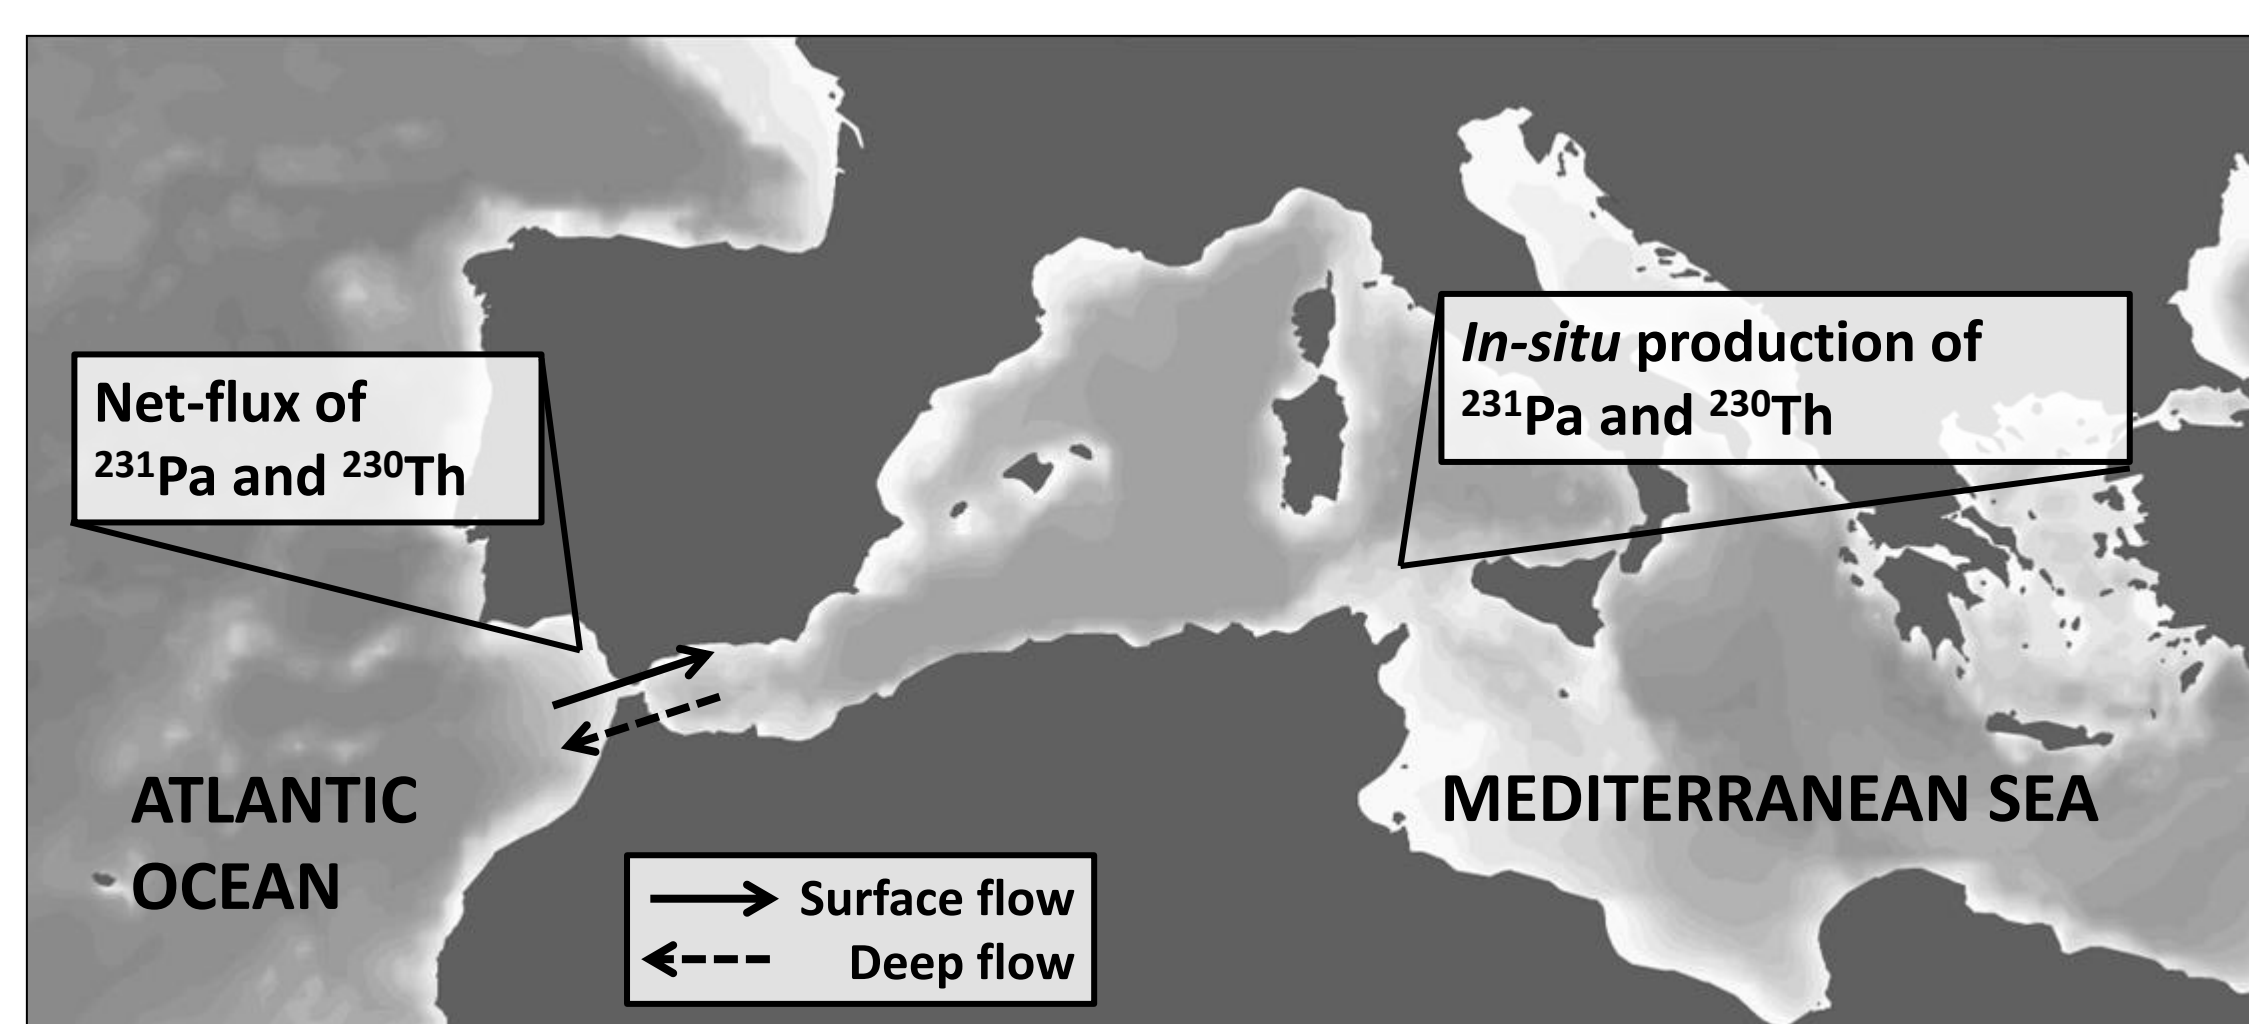 Net-flux of
²³¹Pa and ²³⁰Th
In-situ production of
²³¹Pa and ²³⁰Th
ATLANTIC
OCEAN
MEDITERRANEAN SEA
Surface flow
Deep flow